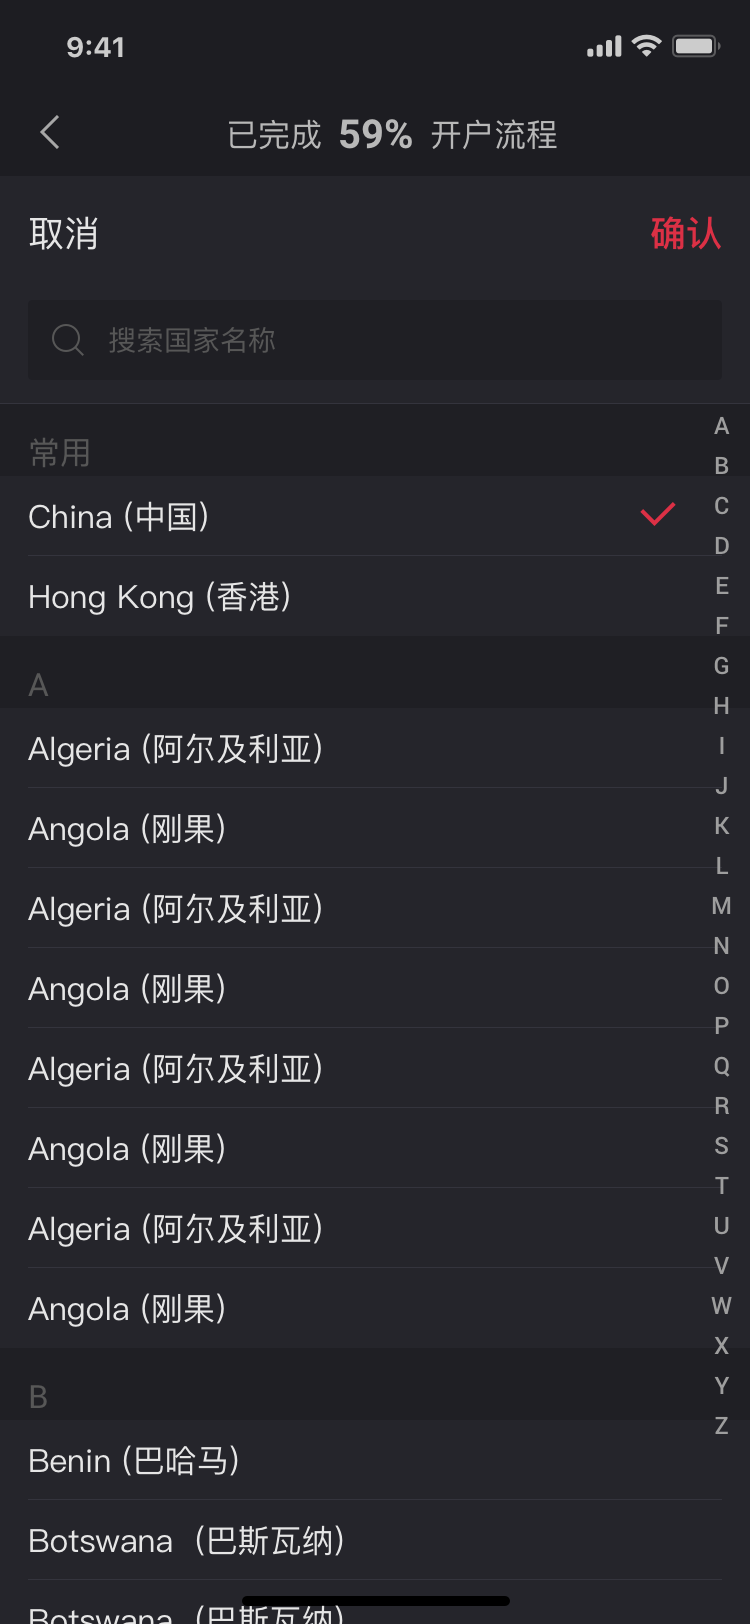 9:41
已完成 59% 开户流程
取消
确认
搜索国家名称
常用
China (中国)
Hong Kong (香港)
A
Algeria (阿尔及利亚)
Angola (刚果)
Algeria (阿尔及利亚)
Angola (刚果)
Algeria (阿尔及利亚)
Angola (刚果)
Algeria (阿尔及利亚)
Angola (刚果)
B
Benin (巴哈马)
Botswana（巴斯瓦纳）
Botswana（巴斯瓦纳）
A
B
C
D
E
F
G
H
I
J
K
L
M
N
O
P
Q
R
S
T
U
V
W
X
Y
Z